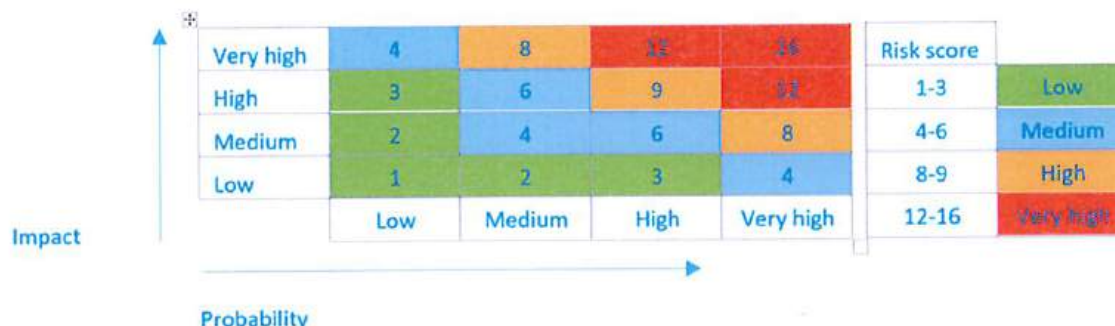 Very high 4 8 12 16 Risk score
High 3 6 9 12 1-3 Low
Medium 2 4 6 8 4-6 Medium
Low 1 2 3 4 8-9 High
Low Medium High Very high 12-16 Very high
Impact
Probability